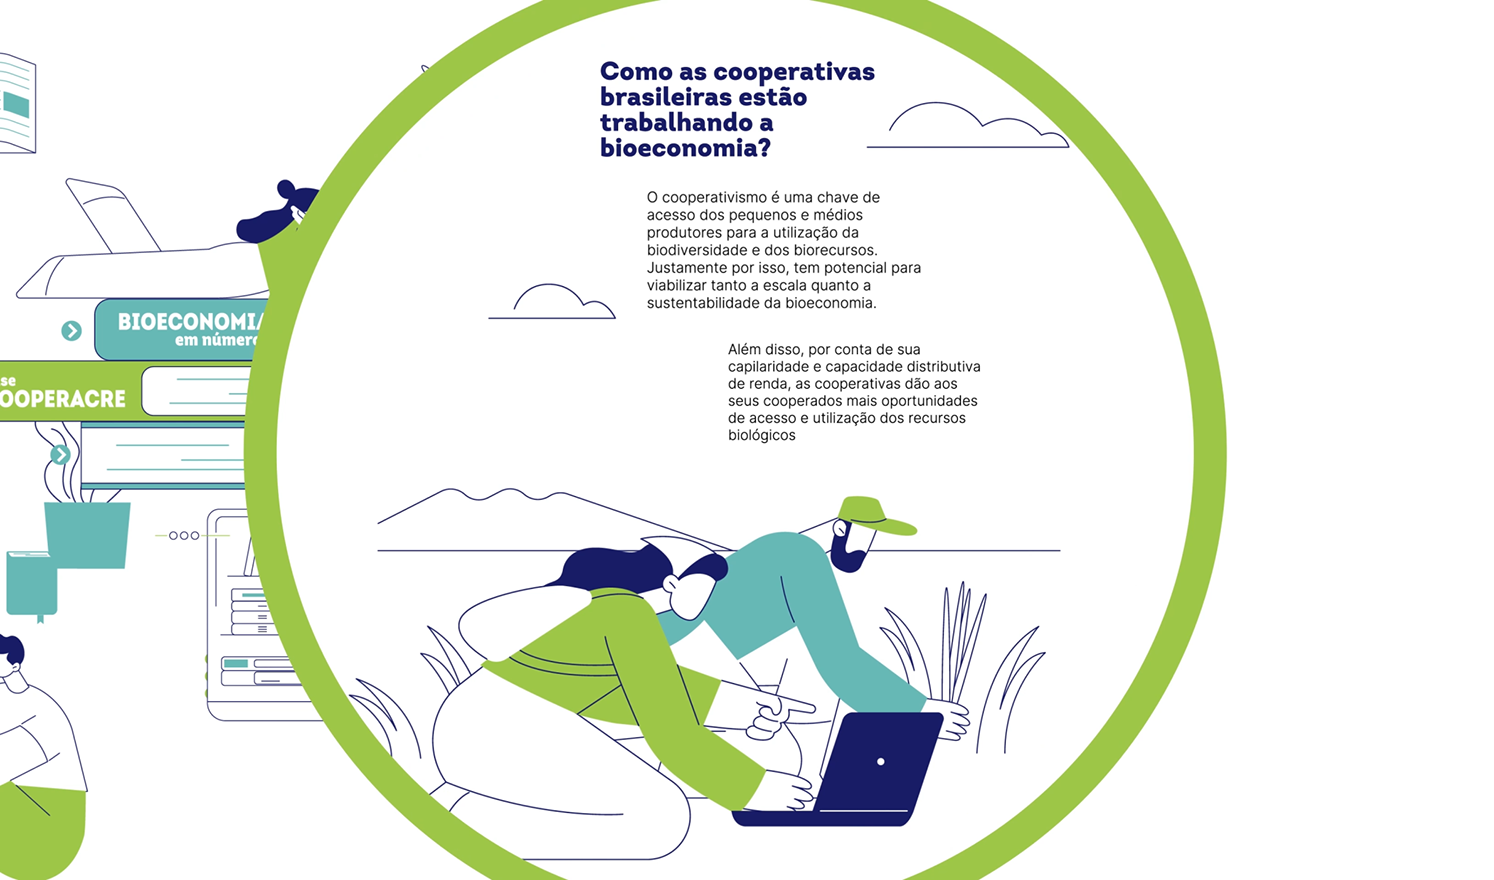 Como as cooperativas
brasileiras estão
trabalhando a
bioeconomia?
O cooperativismo é uma chave de
acesso dos pequenos e médios
produtores para a utilização da
biodiversidade e dos biorecursos.
Justamente por isso, tem potencial para
viabilizar tanto a escala quanto a
sustentabilidade da bioeconomia.
Além disso, por conta de sua
capilaridade e capacidade distributiva
de renda, as cooperativas dão aos
seus cooperados mais oportunidades
de acesso e utilização dos recursos
biológicos
BIOECONOMIA
em númer
se
OOPERACRE